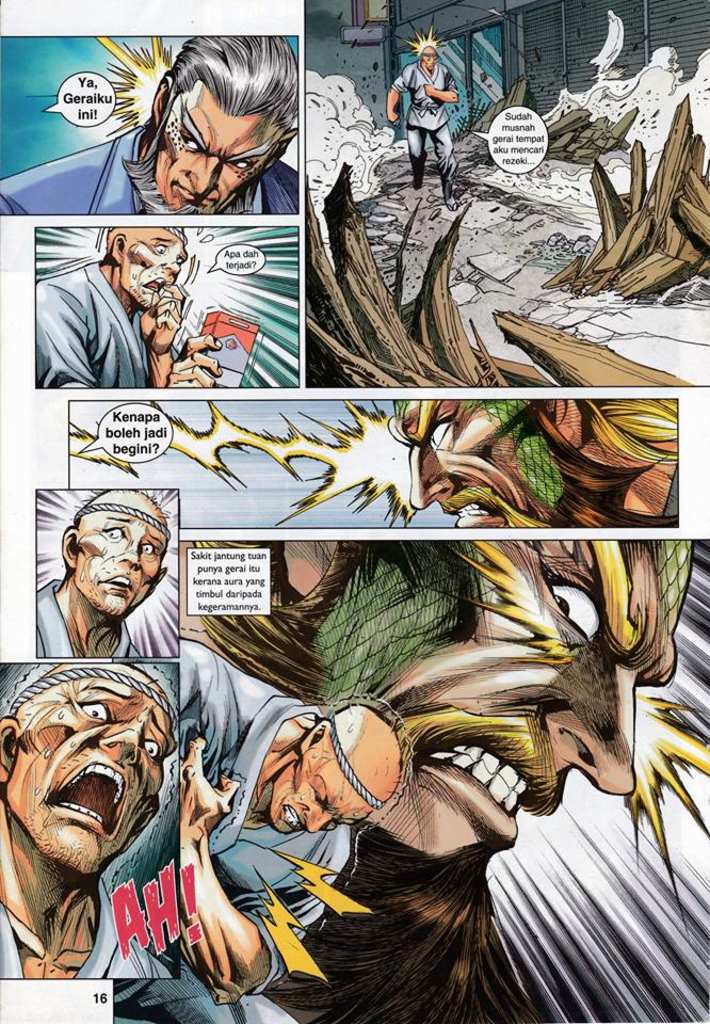 Ya,
Geraiku
ini!
Sudah
musnah
gerai tempat
aku mencari
rezeki...
Apa dah
terjadi?
Kenapa
boleh jadi
begini?
Sakit jantung tuan
punya gerai itu
kerana aura yang
timbul daripada
kegeramannya.
AH!
16